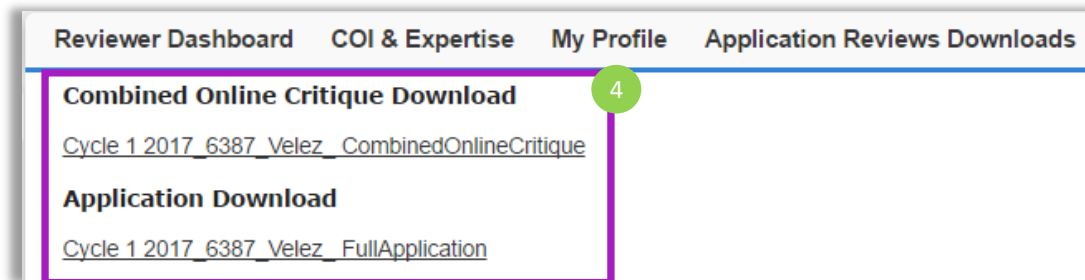 Reviewer Dashboard COI & Expertise My Profile Application Reviews Downloads
Combined Online Critique Download
4
Cycle 1 2017_6387_Velez_ CombinedOnlineCritique
Application Download
Cycle 1 2017_6387_Velez_ FullApplication